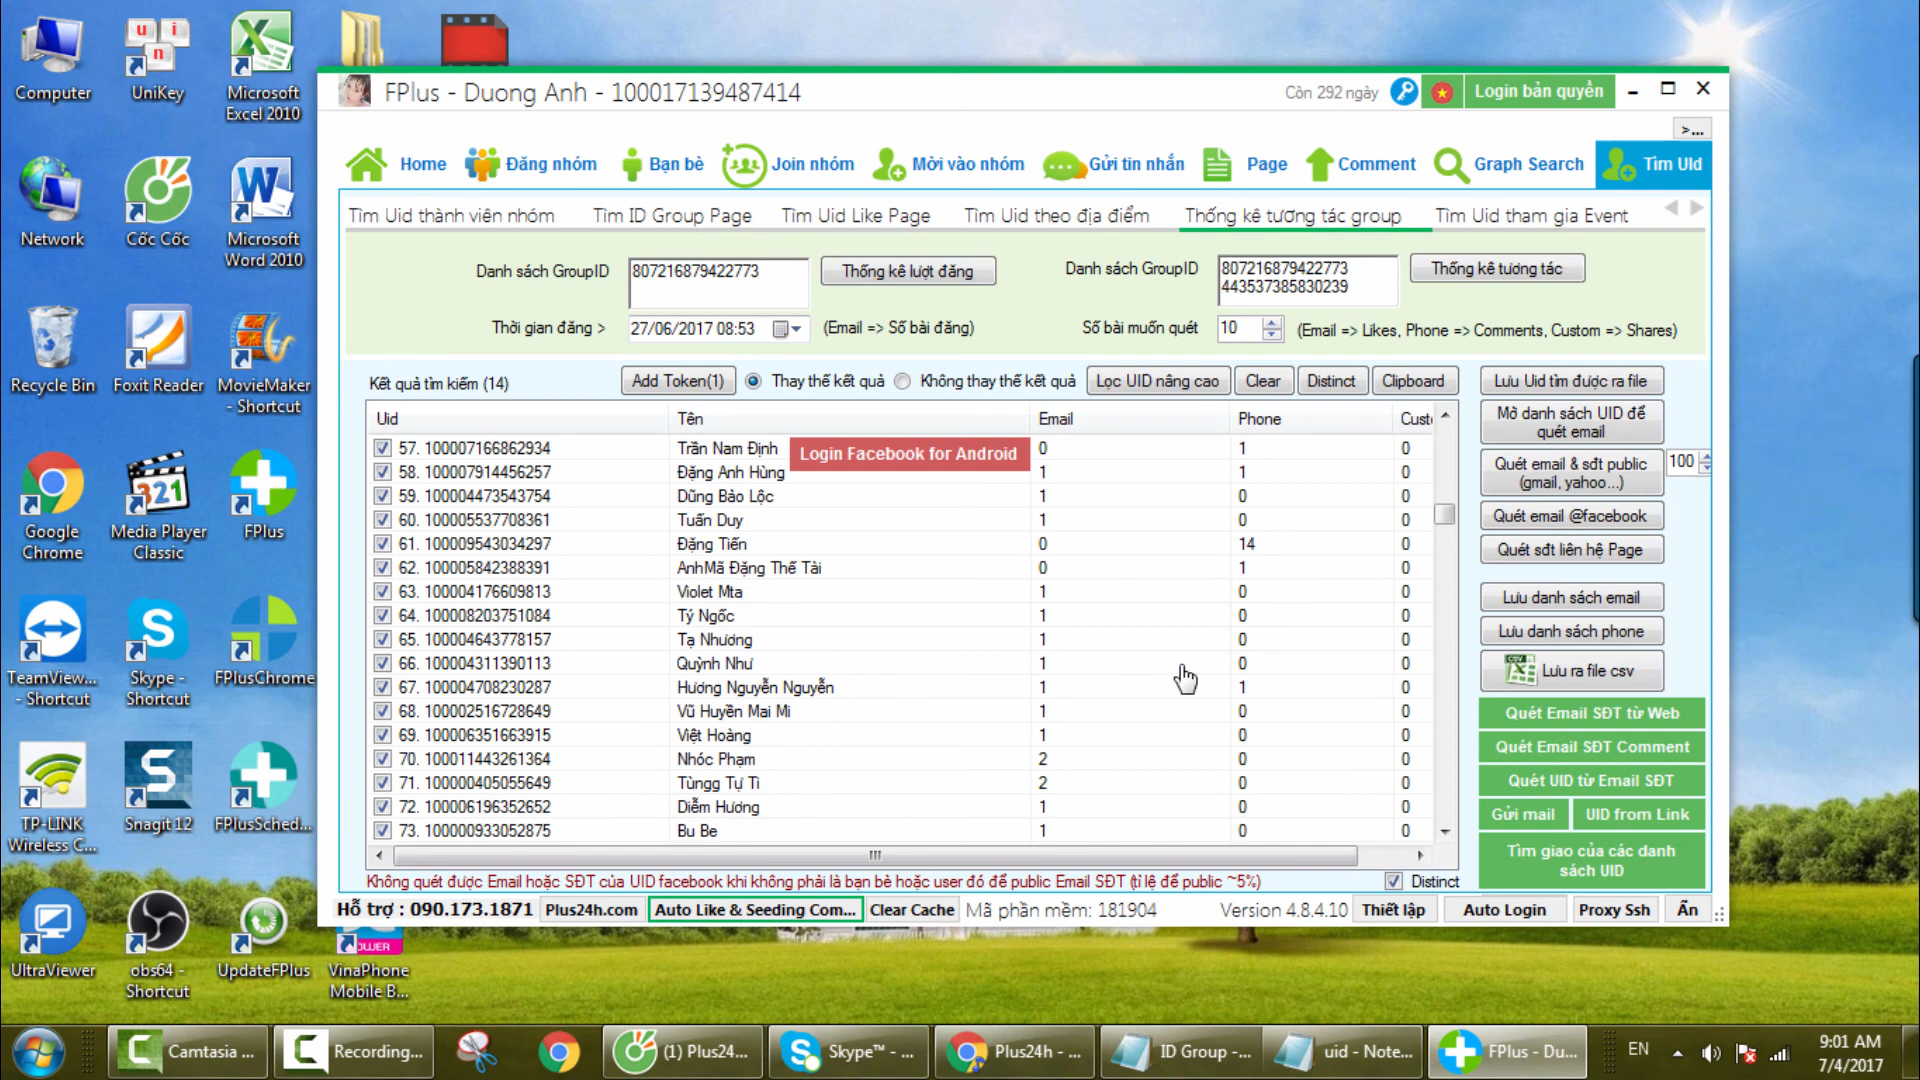 Computer
UniKey
Microsoft
Excel 2010
Network
Cốc Cốc
Microsoft
Word 2010
Recycle Bin
Foxit Reader
MovieMaker
- Shortcut
Google
Chrome
Media Player
Classic
FPlus
TeamView...
- Shortcut
Skype -
Shortcut
FPlusChrome
TP-LINK
Wireless C...
Snagit 12
FPlusSched...
UltraViewer
obs64 -
Shortcut
UpdateFPlus
VinaPhone
Mobile B...
FPlus - Duong Anh - 100017139487414
Còn 292 ngày
Login bản quyền
>...
Home
Đăng nhóm
Bạn bè
Join nhóm
Mời vào nhóm
Gửi tin nhắn
Page
Comment
Graph Search
Tìm UId
Tìm Uid thành viên nhóm
Tìm ID Group Page
Tìm Uid Like Page
Tìm Uid theo địa điểm
Thống kê tương tác group
Tìm Uid tham gia Event
Danh sách GroupID
807216879422773
Thống kê lượt đăng
Danh sách GroupID
807216879422773
443537385830239
Thống kê tương tác
Thời gian đăng >
27/06/2017 08:53
(Email => Số bài đăng)
Số bài muốn quét
10
(Email => Likes, Phone => Comments, Custom => Shares)
Kết quả tìm kiếm (14)
Add Token(1)
Thay thế kết quả
Không thay thế kết quả
Lọc UID nâng cao
Clear
Distinct
Clipboard
Uid Tên Email Phone Custo
57. 100007166862934 Trần Nam Định 0 1 0
Login Facebook for Android
58. 100007914456257 Đặng Anh Hùng 1 1 0
59. 100004473543754 Dũng Bảo Lộc 1 0 0
60. 100005537708361 Tuấn Duy 1 0 0
61. 100009543034297 Đặng Tiến 0 14 0
62. 100005842388391 AnhMã Đặng Thế Tài 0 1 0
63. 100004176609813 Violet Mta 1 0 0
64. 100008203751084 Tý Ngốc 1 0 0
65. 100004643778157 Tạ Nhương 1 0 0
66. 100004311390113 Quỳnh Như 1 0 0
67. 100004708230287 Hương Nguyễn Nguyễn 1 1 0
68. 100002516728649 Vũ Huyền Mai Mi 1 0 0
69. 100006351663915 Việt Hoàng 1 0 0
70. 100011443261364 Nhóc Phạm 2 0 0
71. 100000405055649 Tùngg Tự Ti 2 0 0
72. 100006196352652 Diễm Hương 1 0 0
73. 100000933052875 Bu Be 1 0 0
Lưu Uid tìm được ra file
Mở danh sách UID để
quét email
Quét email & sđt public
(gmail, yahoo...)
100
Quét email @facebook
Quét sđt liên hệ Page
Lưu danh sách email
Lưu danh sách phone
CSV
Lưu ra file csv
Quét Email SĐT từ Web
Quét Email SĐT Comment
Quét UID từ Email SĐT
Gửi mail
UID from Link
Tìm giao của các danh
sách UID
Không quét được Email hoặc SĐT của UID facebook khi không phải là bạn bè hoặc user đó để public Email SĐT (tỉ lệ để public ~5%)
Distinct
Hỗ trợ : 090.173.1871
Plus24h.com
Auto Like & Seeding Com...
Clear Cache
Mã phần mềm: 181904
Version 4.8.4.10
Thiết lập
Auto Login
Proxy Ssh
Ẩn
Camtasia ...
Recording...
(1) Plus24...
Skype™ - ...
Plus24h - ...
ID Group -...
uid - Note...
FPlus - Du...
EN
9:01 AM
7/4/2017